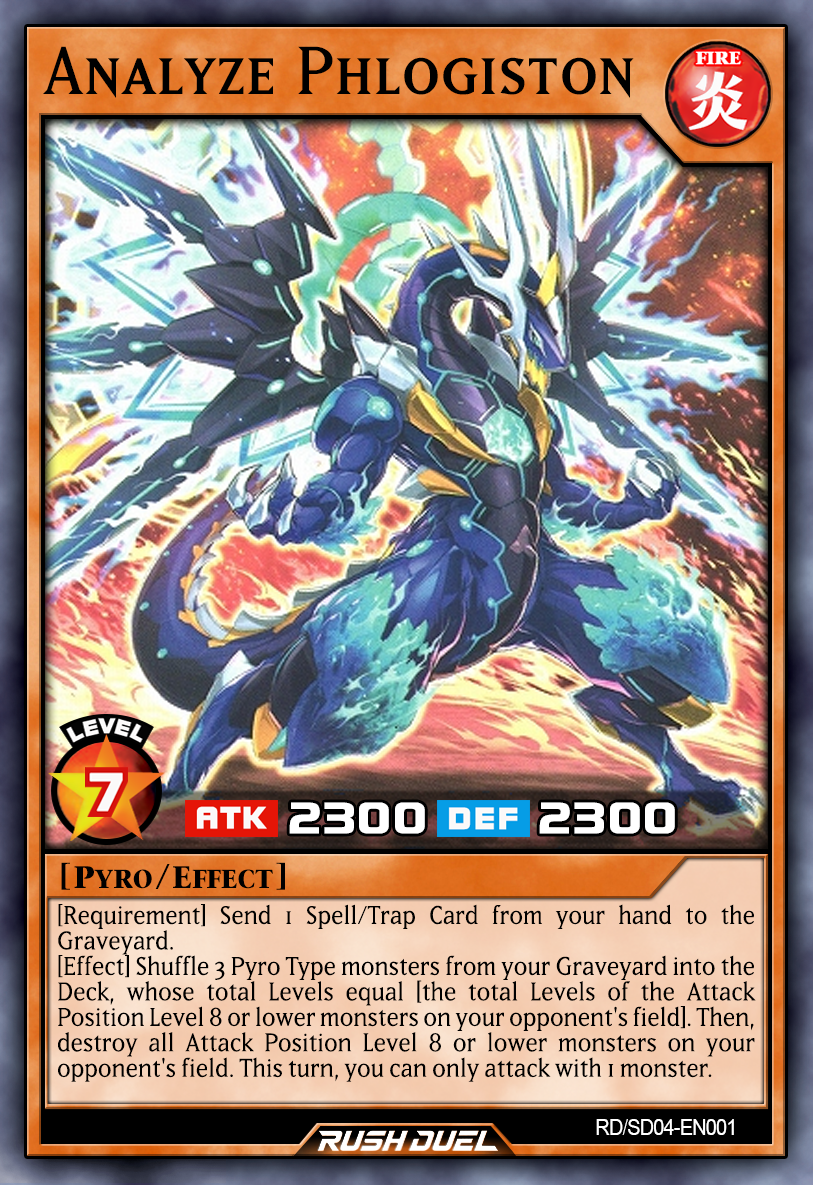 Analyze Phlogiston
FIRE
炎
LEVEL
7
ATK 2300 DEF 2300
[Pyro/Effect]
[Requirement] Send 1 Spell/Trap Card from your hand to the
Graveyard.
[Effect] Shuffle 3 Pyro Type monsters from your Graveyard into the
Deck, whose total Levels equal [the total Levels of the Attack
Position Level 8 or lower monsters on your opponent's field]. Then,
destroy all Attack Position Level 8 or lower monsters on your
opponent's field. This turn, you can only attack with 1 monster.
RD/SD04-EN001
RUSH DUEL